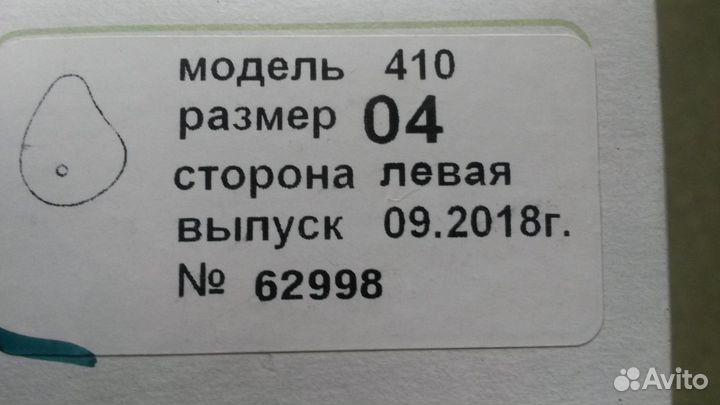 модель 410
размер 04
сторона левая
выпуск 09.2018г.
№ 62998
Avito